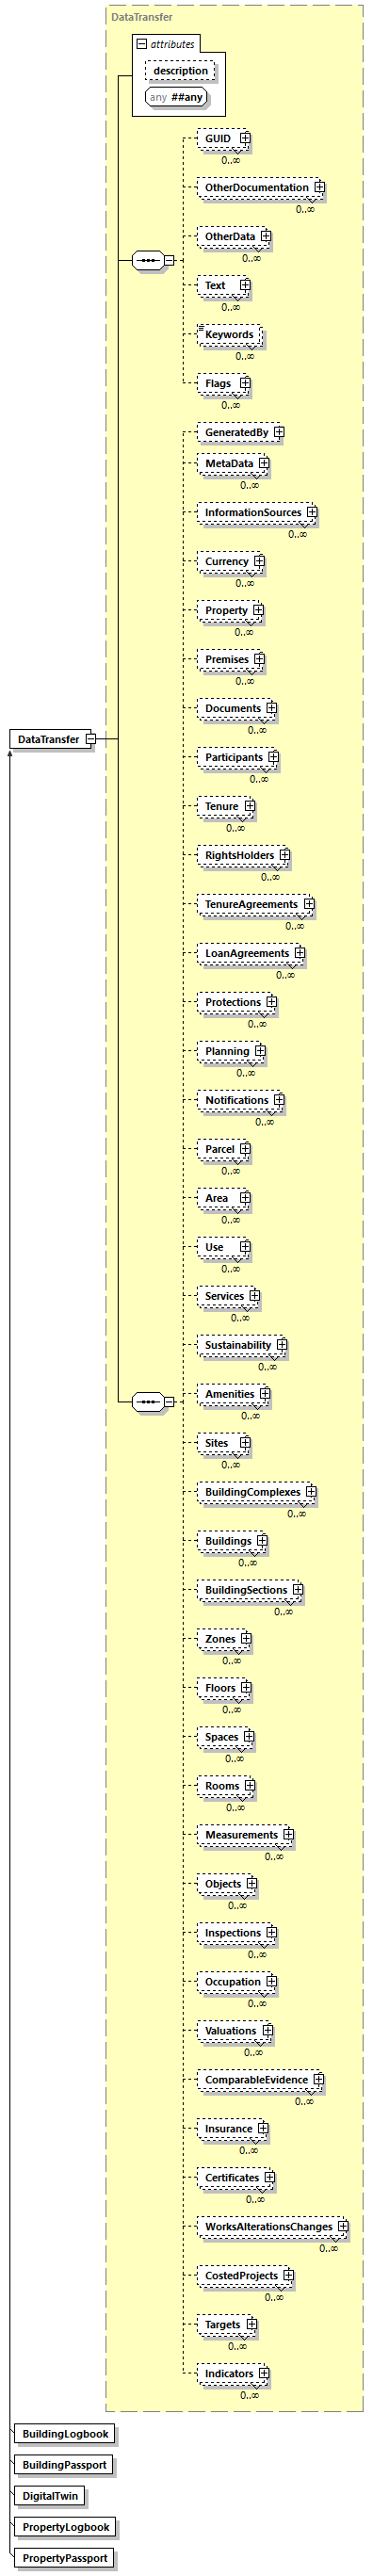 DataTransfer
attributes
description
any ##any
GUID
0..∞
OtherDocumentation
0..∞
OtherData
0..∞
Text
0..∞
Keywords
0..∞
Flags
0..∞
GeneratedBy
MetaData
0..∞
InformationSources
0..∞
Currency
0..∞
Property
0..∞
Premises
0..∞
Documents
0..∞
DataTransfer
Participants
0..∞
Tenure
0..∞
RightsHolders
0..∞
TenureAgreements
0..∞
LoanAgreements
0..∞
Protections
0..∞
Planning
0..∞
Notifications
0..∞
Parcel
0..∞
Area
0..∞
Use
0..∞
Services
0..∞
Sustainability
0..∞
Amenities
0..∞
Sites
0..∞
BuildingComplexes
0..∞
Buildings
0..∞
BuildingSections
0..∞
Zones
0..∞
Floors
0..∞
Spaces
0..∞
Rooms
0..∞
Measurements
0..∞
Objects
0..∞
Inspections
0..∞
Occupation
0..∞
Valuations
0..∞
ComparableEvidence
0..∞
Insurance
0..∞
Certificates
0..∞
WorksAlterationsChanges
0..∞
CostedProjects
0..∞
Targets
0..∞
Indicators
0..∞
BuildingLogbook
BuildingPassport
DigitalTwin
PropertyLogbook
PropertyPassport